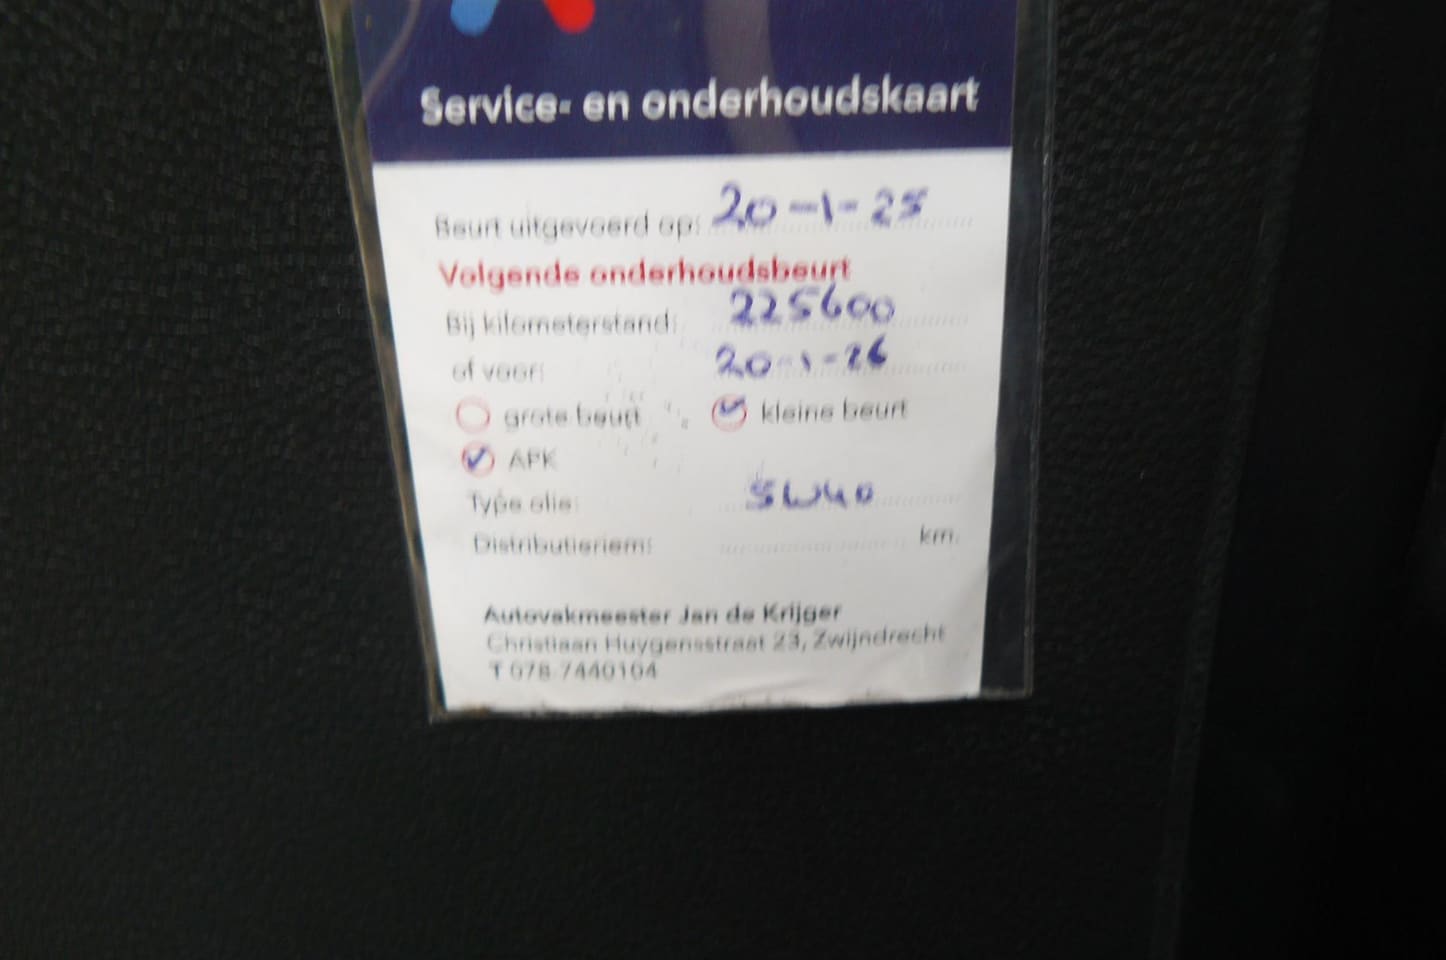 Service- en onderhoudskaart
Beurt uitgevoerd op: 20-1-25
Volgende onderhoudsbeurt
Bij kilometerstand: 225600
of voor: 20-1-26
grote beurt kleine beurt
APK
Type olie: 5W40
Distributieriem: km.
Autovakmeester Jan de Krijger
Christiaan Huygensstraat 23, Zwijndrecht
T 078-7440104